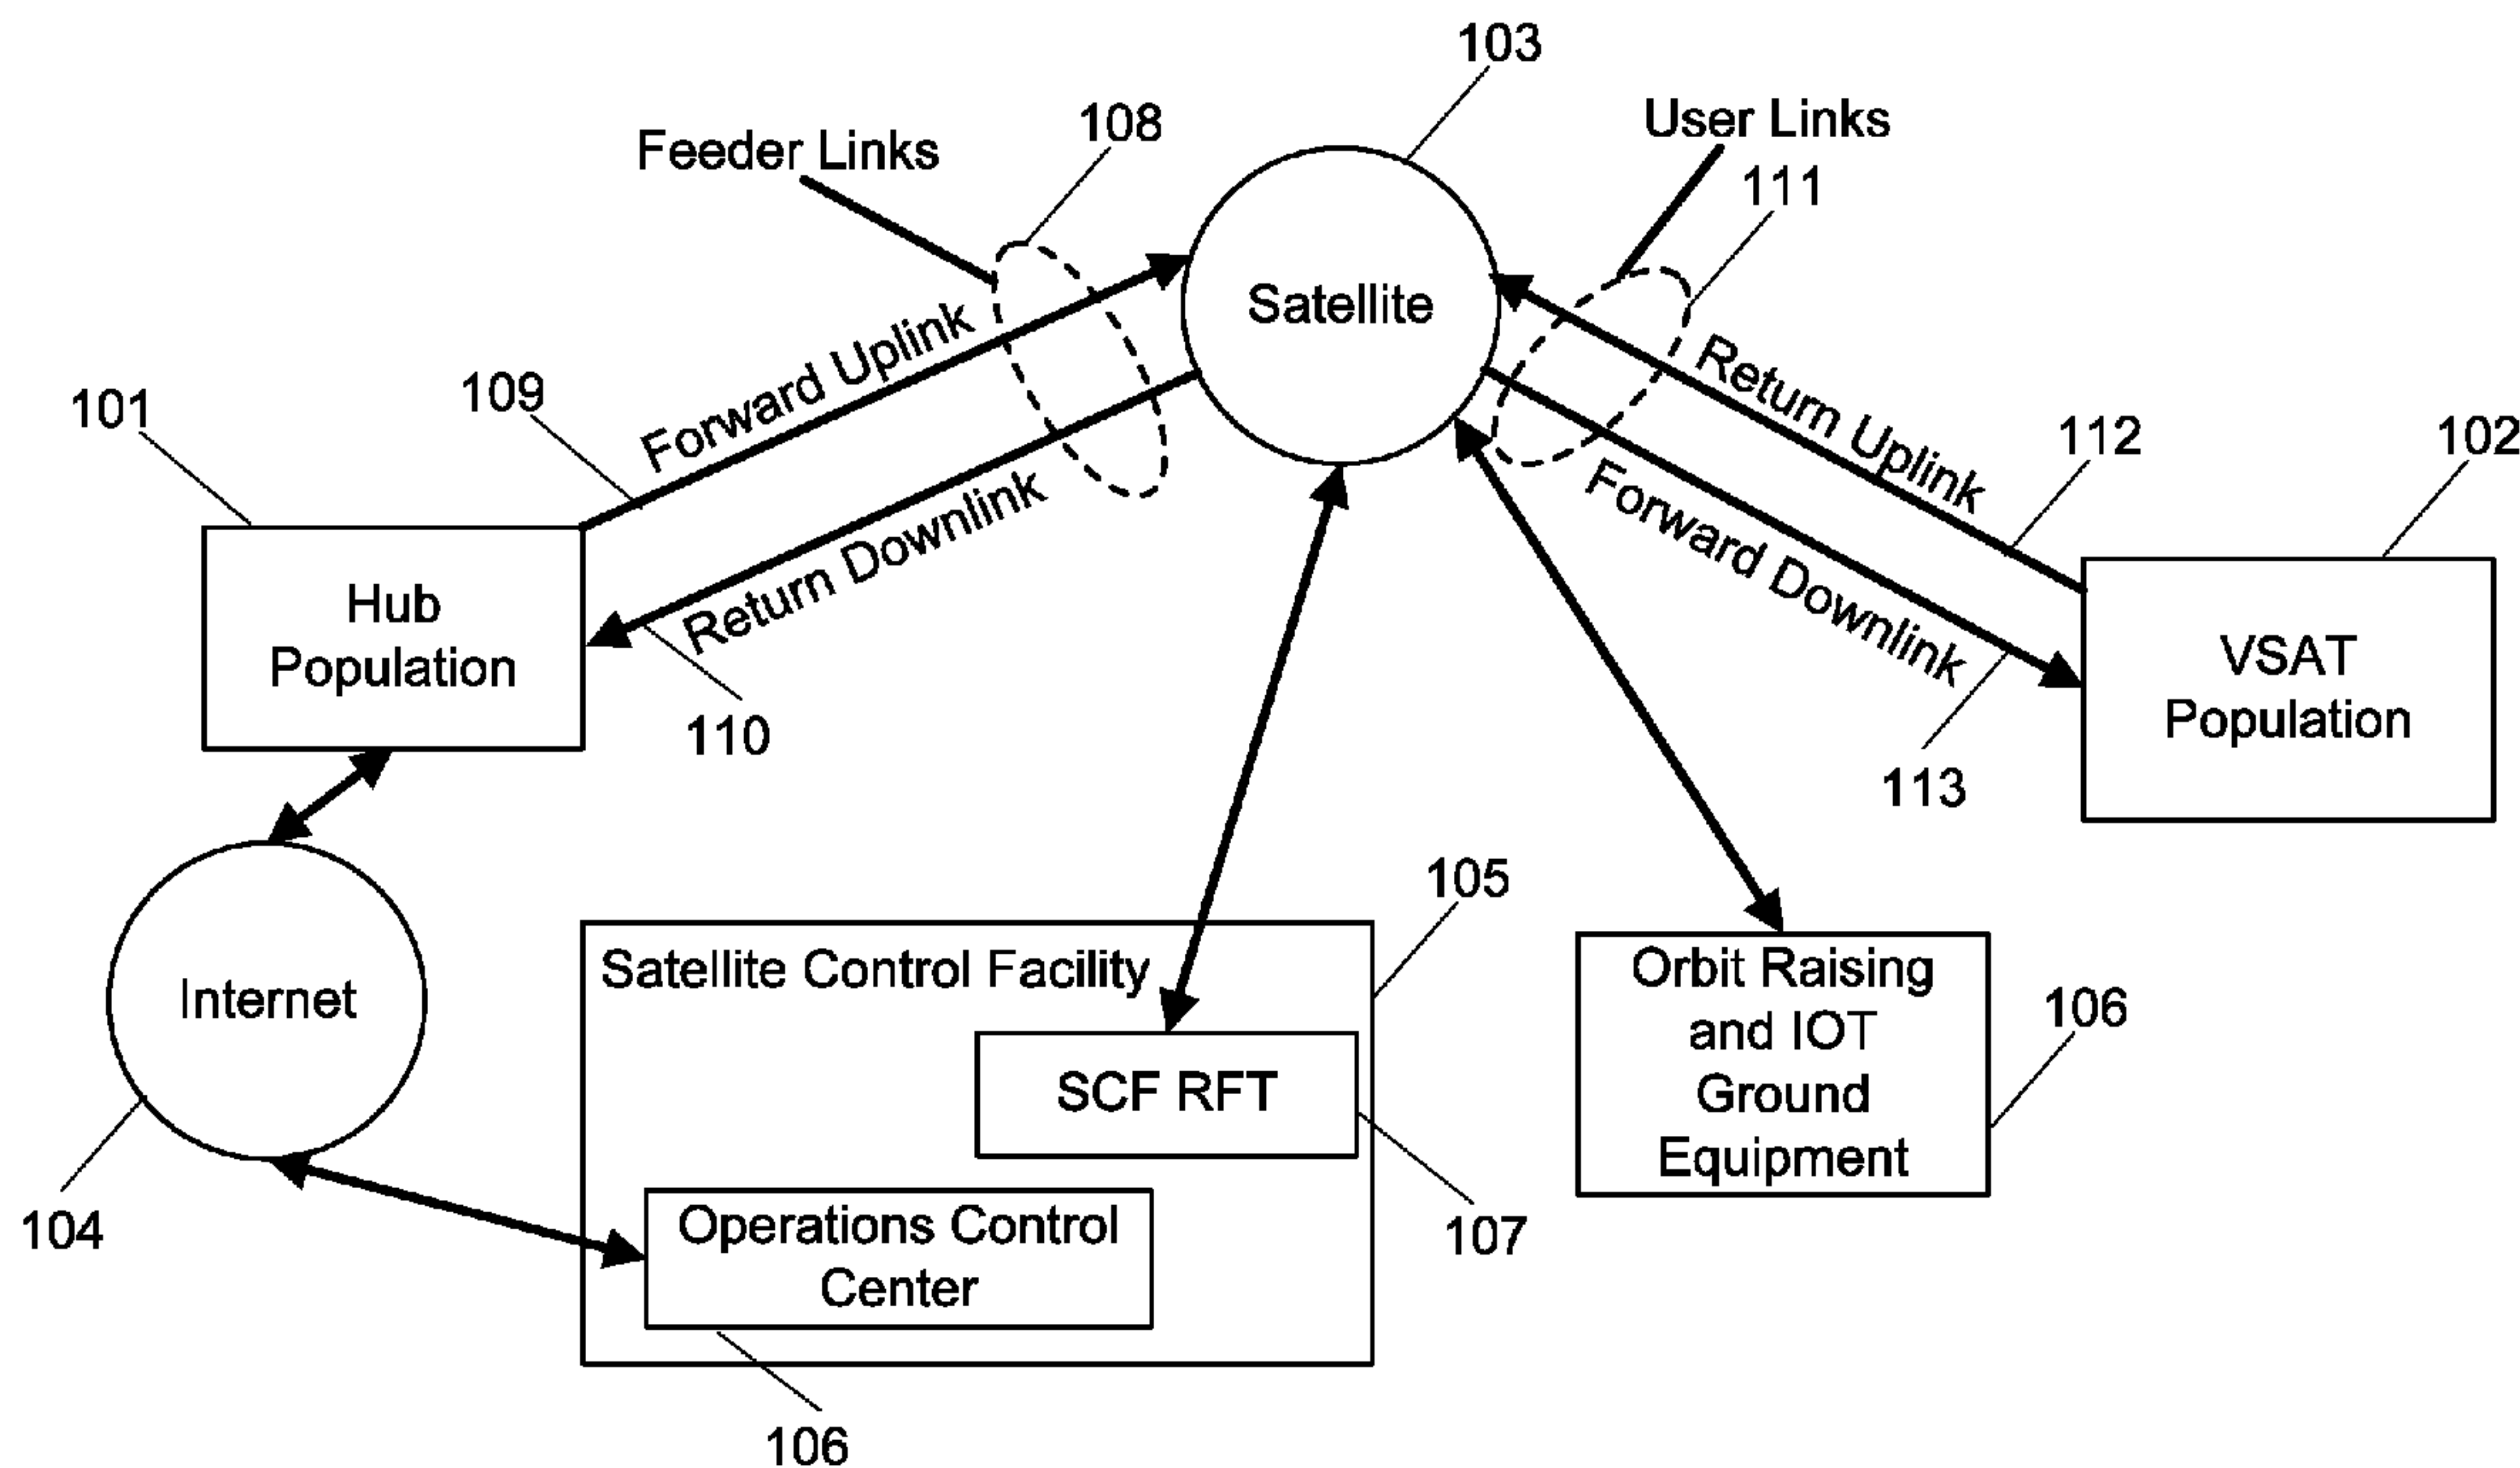 103
User Links
108
Feeder Links
111
Satellite
Forward Uplink
Return Uplink
109
101
112
102
Return Downlink
Forward Downlink
Hub
Population
VSAT
Population
110
113
105
Satellite Control Facility
Orbit Raising
and IOT
Ground
Equipment
106
Internet
SCF RFT
104
107
Operations Control
Center
106